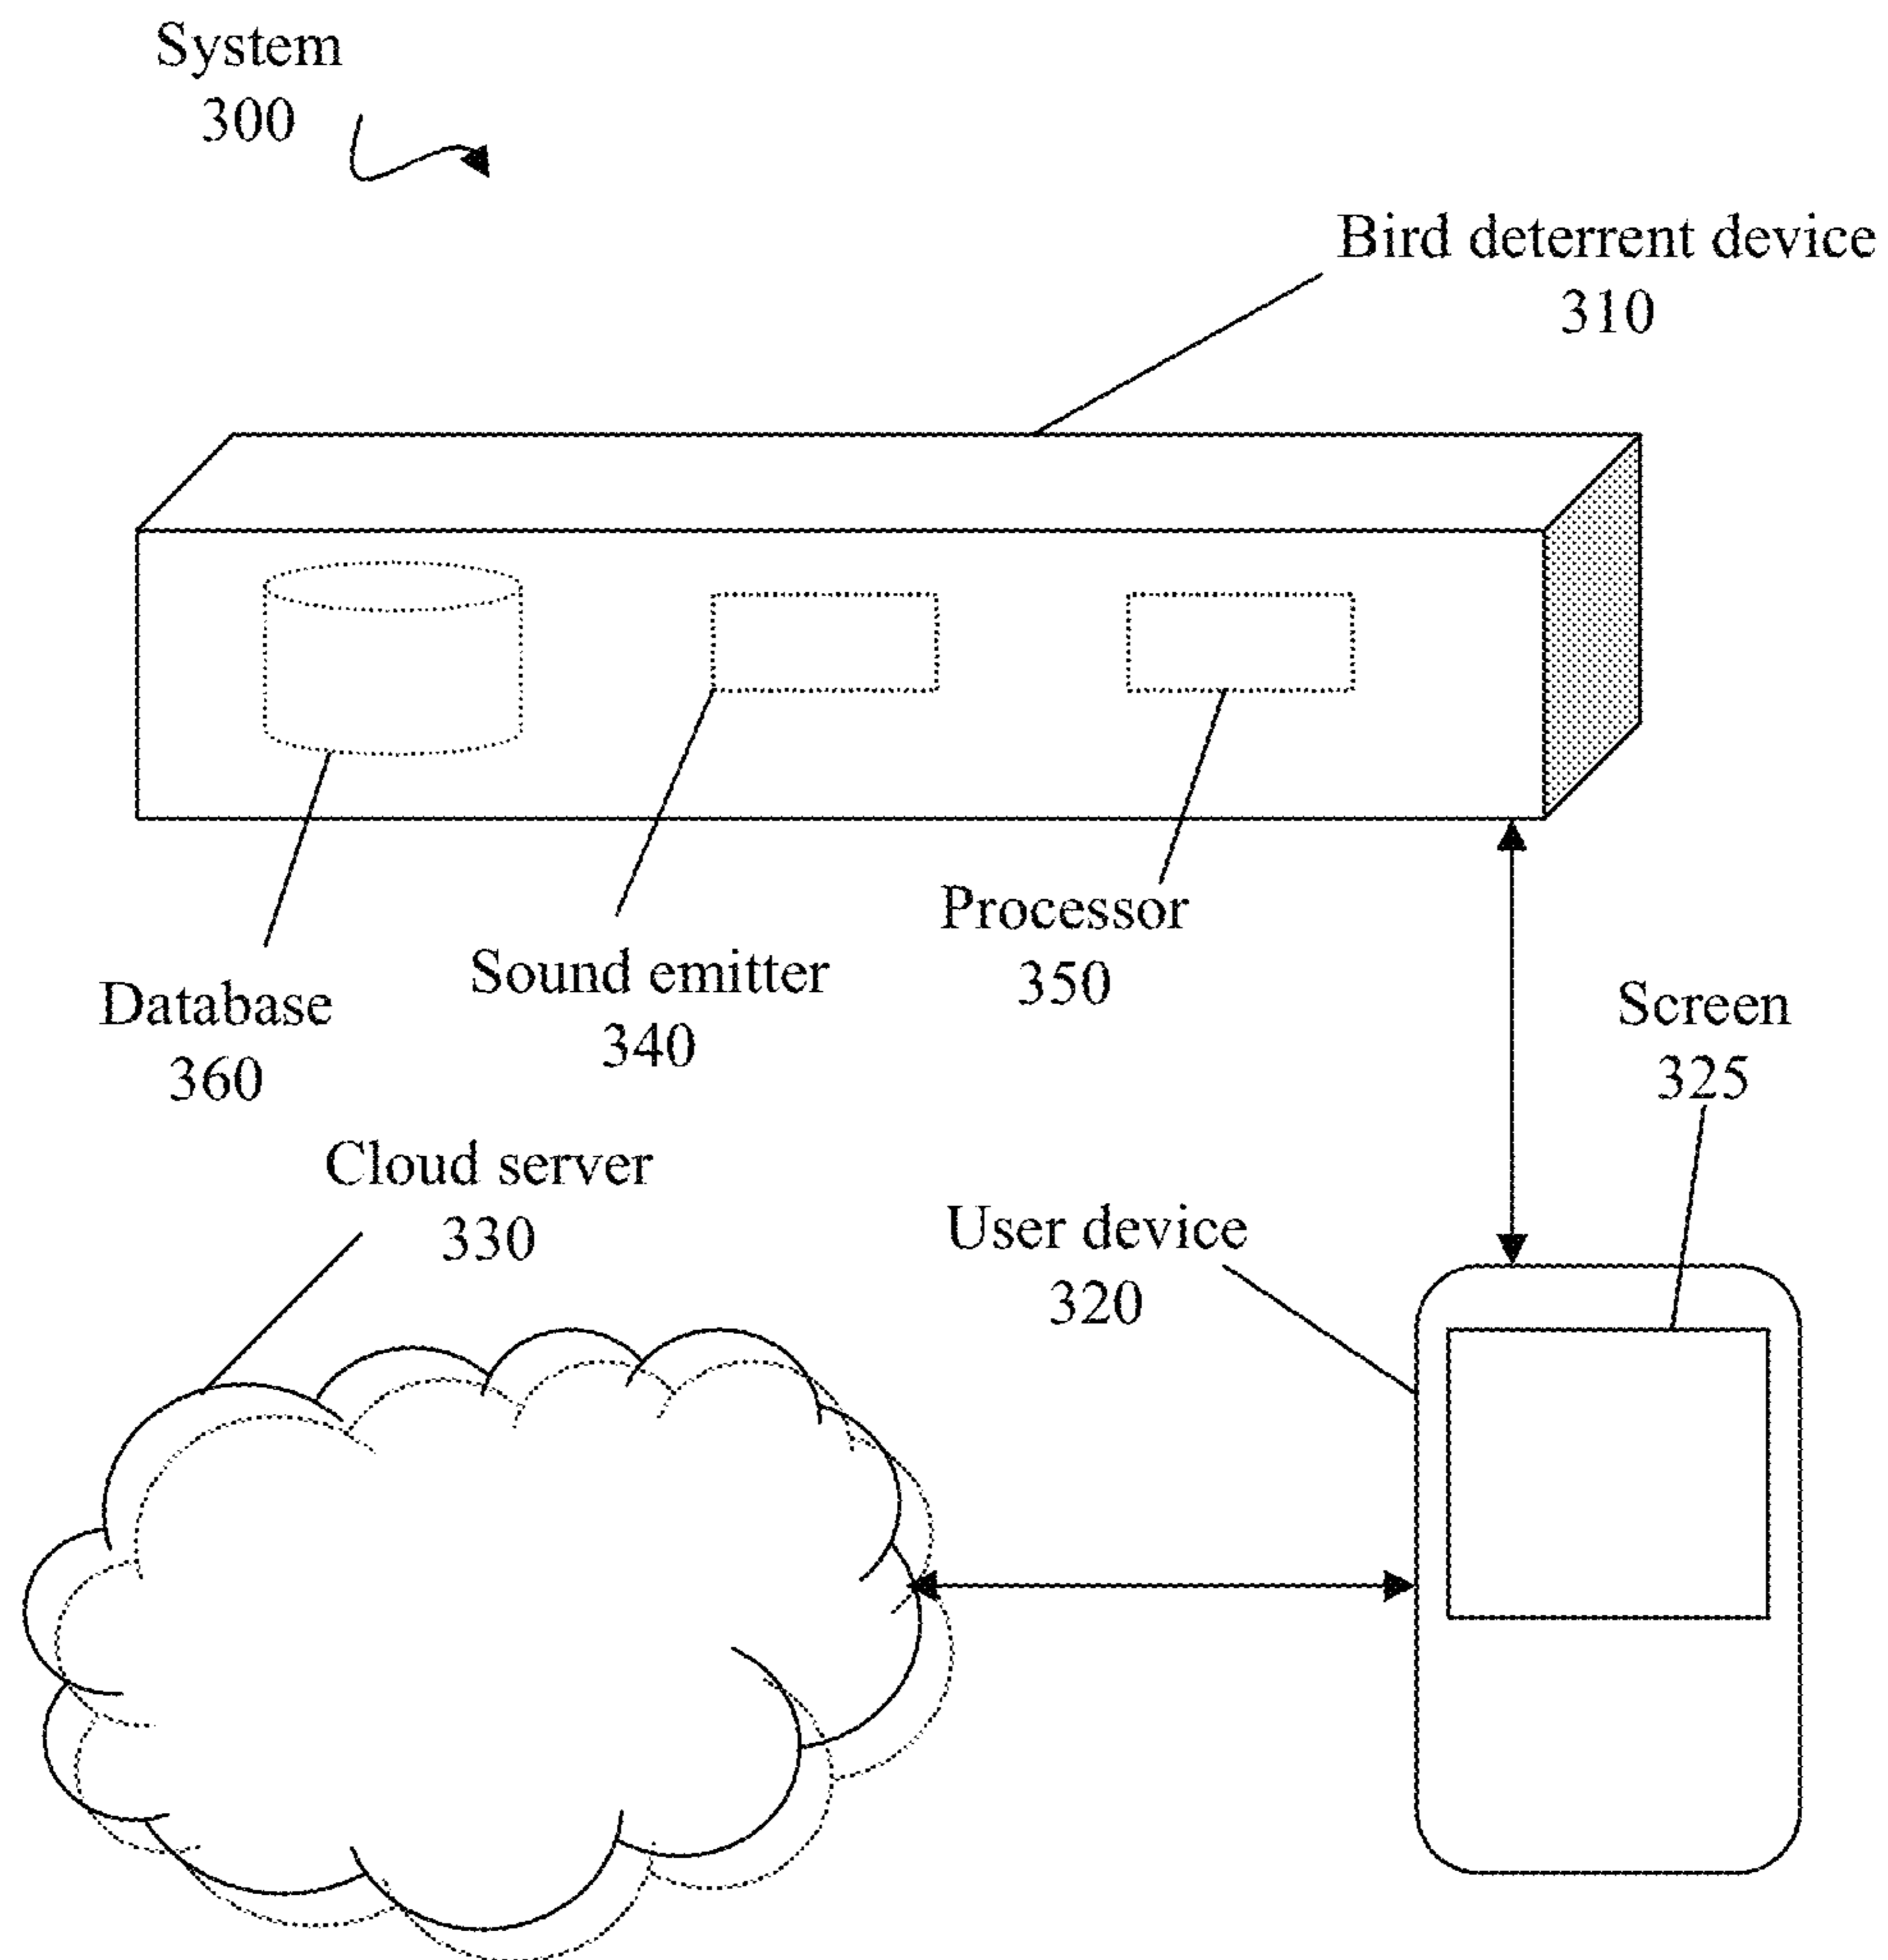 System
300
Bird deterrent device
310
Processor
350
Sound emitter
340
Database
360
Screen
325
Cloud server
330
User device
320